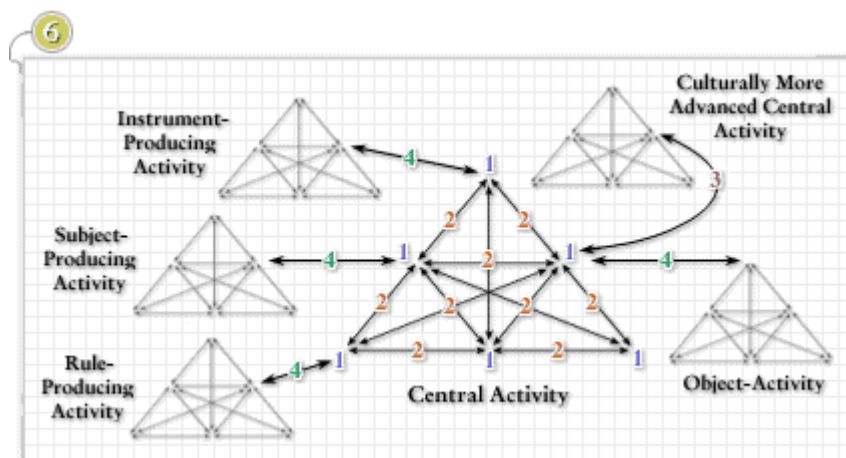 6
Instrument-
Producing
Activity
Culturally More
Advanced Central
Activity
4
1
3
2
2
Subject-
Producing
Activity
4
1
2
1
4
2
2
2
2
Rule-
Producing
Activity
4
1
2
1
2
1
Central Activity
Object-Activity